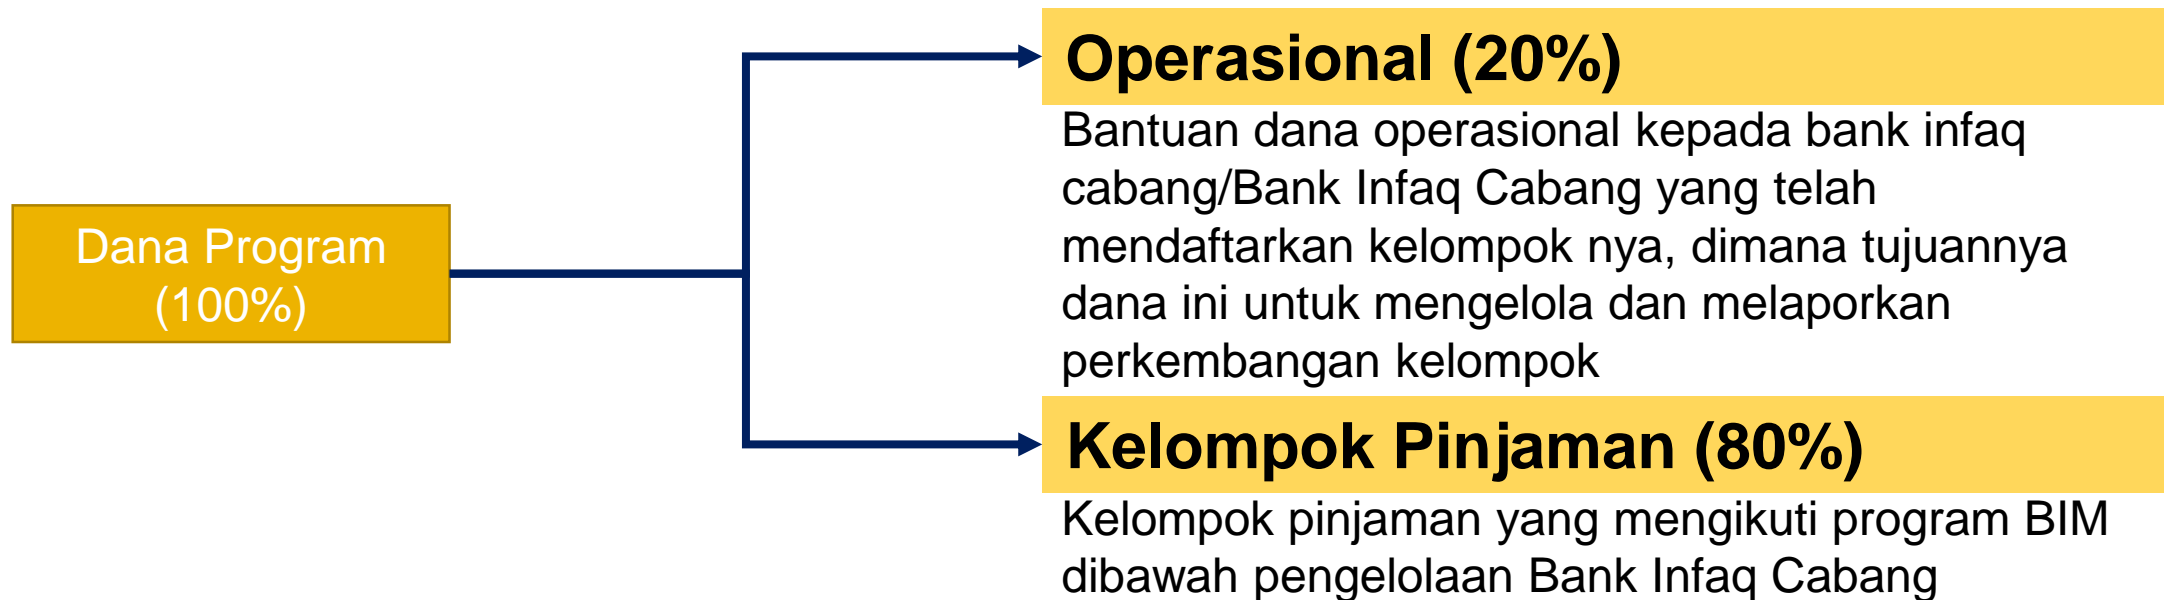 Dana Program
(100%)
Operasional (20%)
Bantuan dana operasional kepada bank infaq
cabang/Bank Infaq Cabang yang telah
mendaftarkan kelompok nya, dimana tujuannya
dana ini untuk mengelola dan melaporkan
perkembangan kelompok
Kelompok Pinjaman (80%)
Kelompok pinjaman yang mengikuti program BIM
dibawah pengelolaan Bank Infaq Cabang